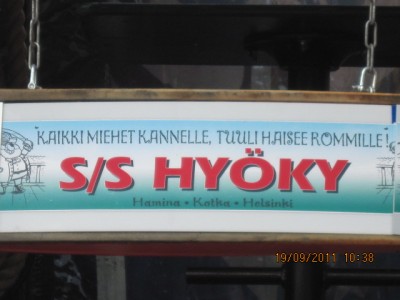 "KAIKKI MIEHET KANNELLE, TUULI HAISEE ROMMILLE!"
S/S HYÖKY
Hamina • Kotka • Helsinki
19/09/2011 10:38